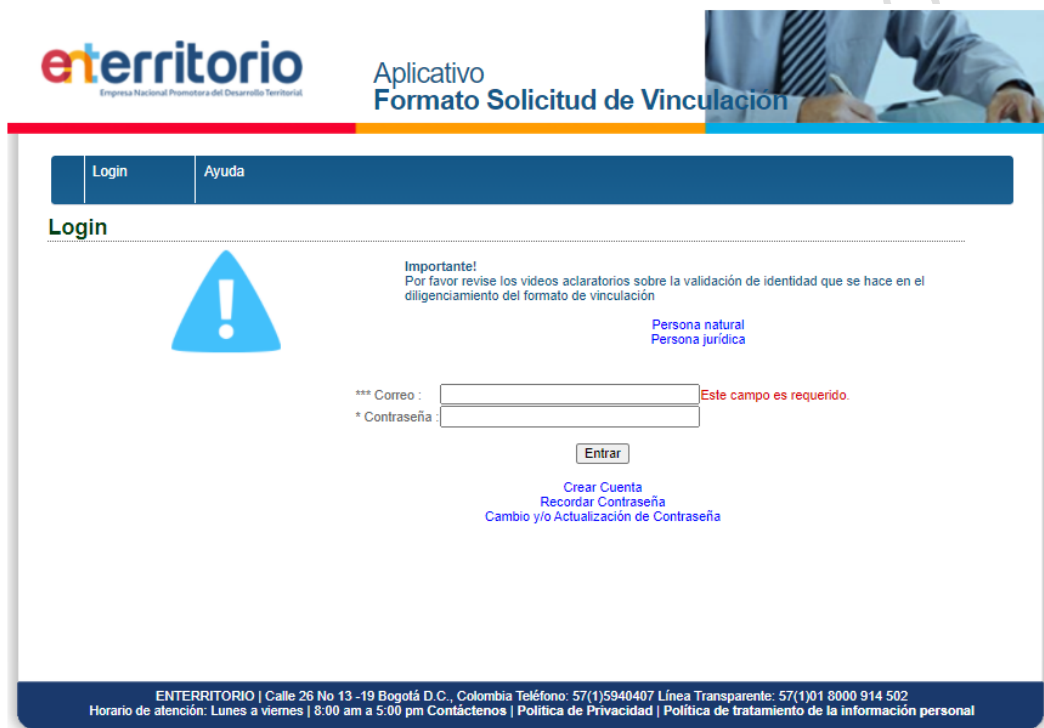 enterritorio
Empresa Nacional Promotora del Desarrollo Territorial
Aplicativo
Formato Solicitud de Vinculación
Login
Ayuda
Login
Importante!
Por favor revise los videos aclaratorios sobre la validación de identidad que se hace en el
diligenciamiento del formato de vinculación
Persona natural
Persona jurídica
*** Correo :
Este campo es requerido.
* Contraseña :
Entrar
Crear Cuenta
Recordar Contraseña
Cambio y/o Actualización de Contraseña
ENTERRITORIO | Calle 26 No 13 -19 Bogotá D.C., Colombia Teléfono: 57(1)5940407 Línea Transparente: 57(1)01 8000 914 502
Horario de atención: Lunes a viernes | 8:00 am a 5:00 pm Contáctenos | Politica de Privacidad | Política de tratamiento de la información personal